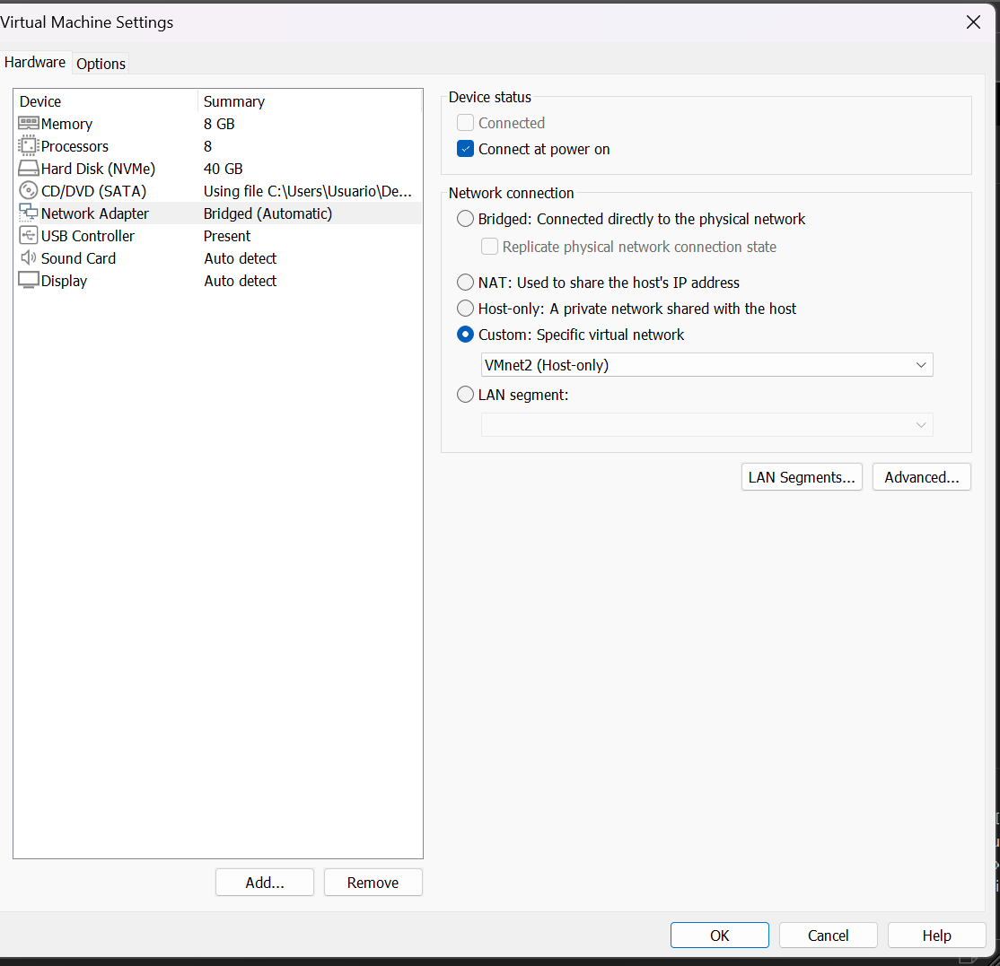 Virtual Machine Settings
Hardware Options
Device Summary
Memory 8 GB
Processors 8
Hard Disk (NVMe) 40 GB
CD/DVD (SATA) Using file C:\Users\Usuario\De...
Network Adapter Bridged (Automatic)
USB Controller Present
Sound Card Auto detect
Display Auto detect
Add... Remove
Device status
Connected
Connect at power on
Network connection
Bridged: Connected directly to the physical network
Replicate physical network connection state
NAT: Used to share the host's IP address
Host-only: A private network shared with the host
Custom: Specific virtual network
VMnet2 (Host-only)
LAN segment:
LAN Segments... Advanced...
OK Cancel Help